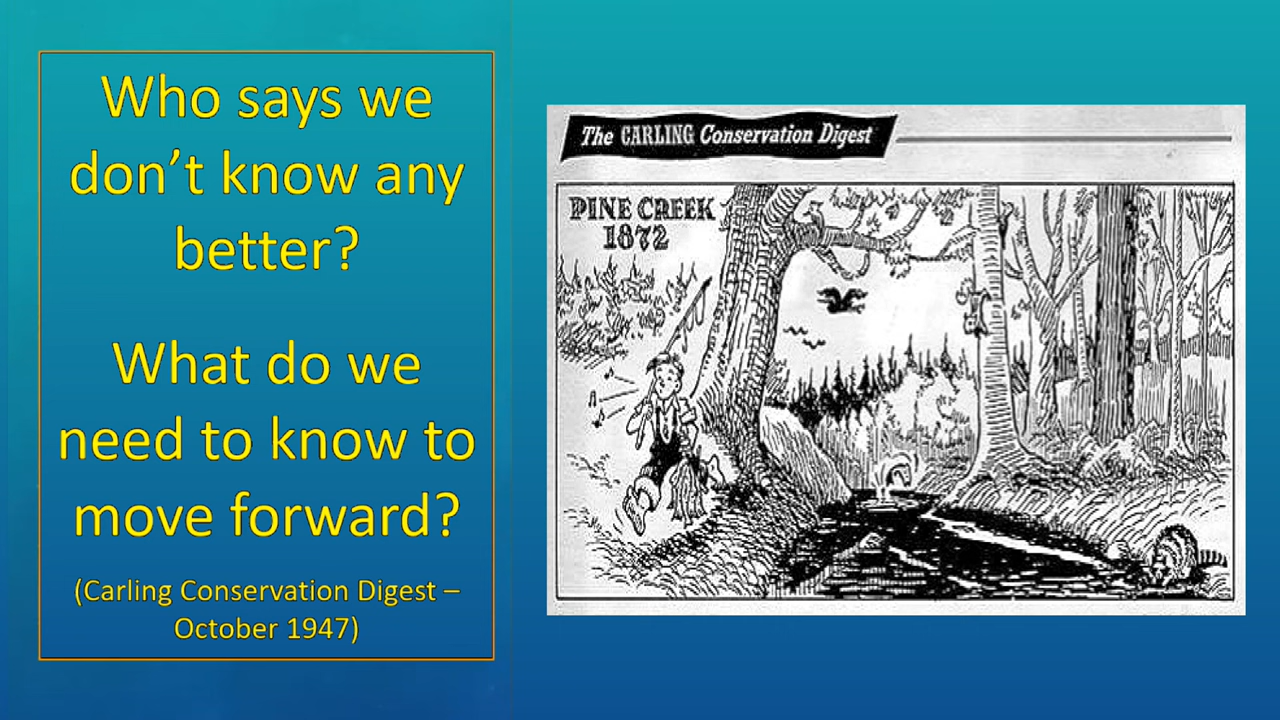 Who says we
don’t know any
better?
What do we
need to know to
move forward?
(Carling Conservation Digest –
October 1947)
The CARLING Conservation Digest
PINE CREEK
1872